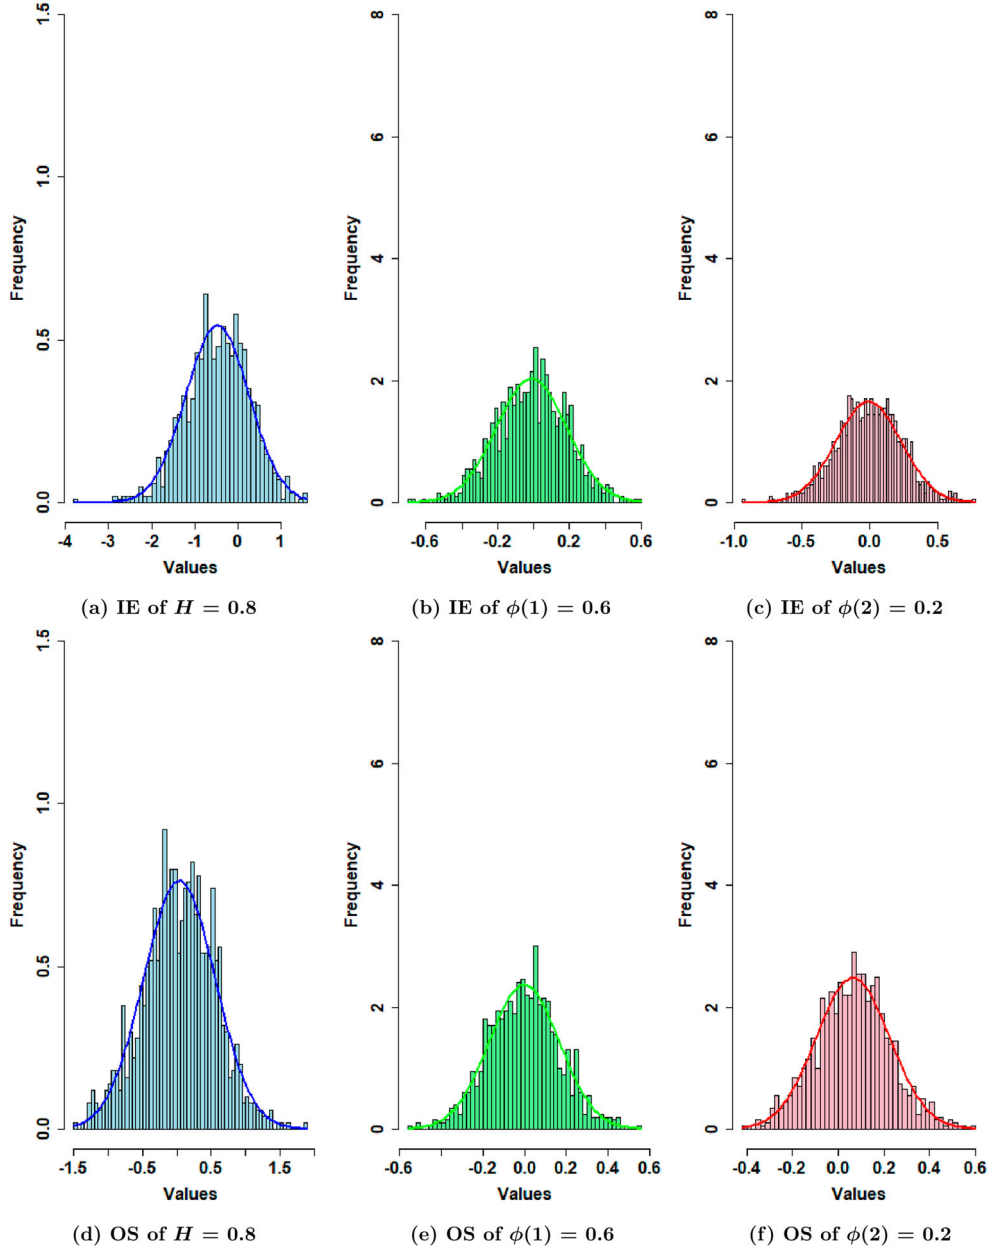 1.5
1.0
0.5
0.0
Frequency
-4 -3 -2 -1 0 1
Values
(a) IE of H = 0.8
8
6
4
2
0
Frequency
-0.6 -0.2 0.2 0.6
Values
(b) IE of ϕ(1) = 0.6
8
6
4
2
0
Frequency
-1.0 -0.5 0.0 0.5
Values
(c) IE of ϕ(2) = 0.2
1.5
1.0
0.5
0.0
Frequency
-1.5 -0.5 0.5 1.5
Values
(d) OS of H = 0.8
8
6
4
2
0
Frequency
-0.6 -0.2 0.0 0.2 0.4 0.6
Values
(e) OS of ϕ(1) = 0.6
8
6
4
2
0
Frequency
-0.4 -0.2 0.0 0.2 0.4 0.6
Values
(f) OS of ϕ(2) = 0.2